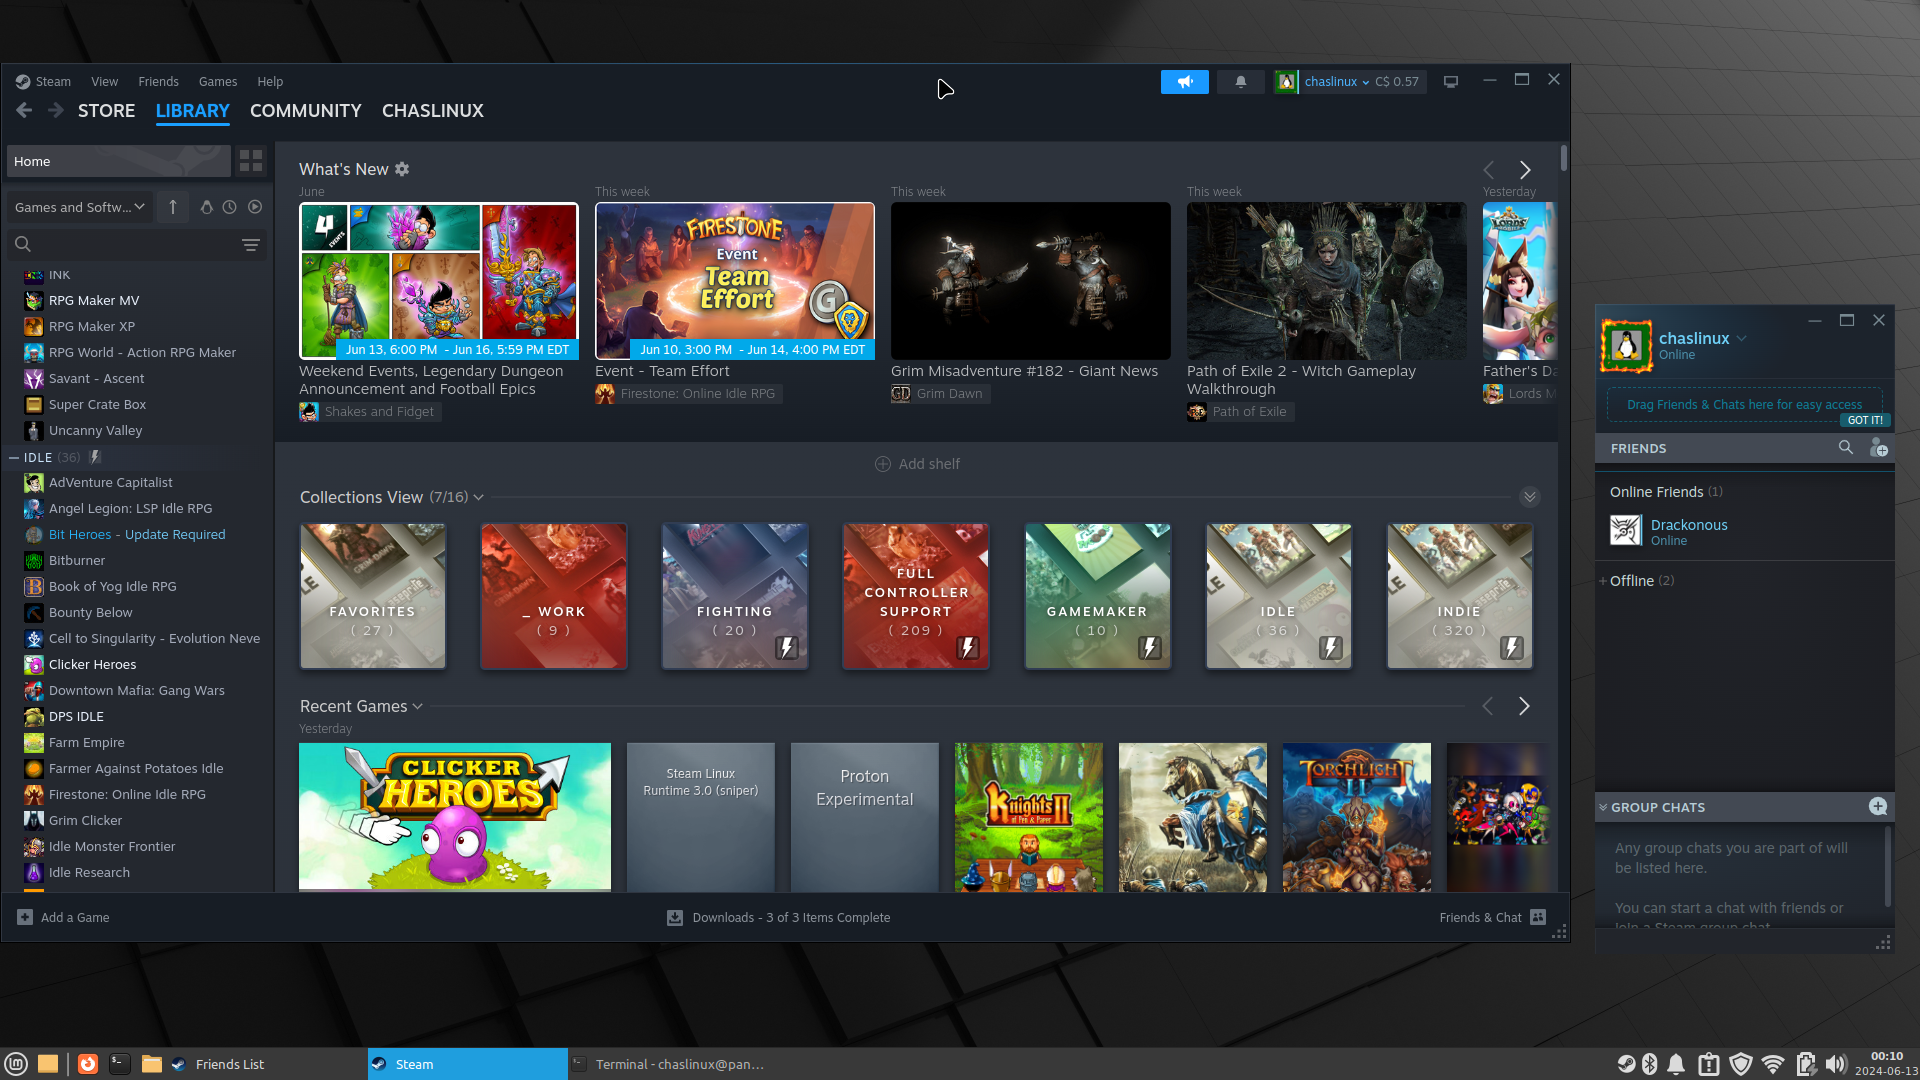 Steam View Friends Games Help
chaslinux C$ 0.57
STORE LIBRARY COMMUNITY CHASLINUX
Home
Games and Softw...
INK
RPG Maker MV
RPG Maker XP
RPG World - Action RPG Maker
Savant - Ascent
Super Crate Box
Uncanny Valley
IDLE (36)
AdVenture Capitalist
Angel Legion: LSP Idle RPG
Bit Heroes - Update Required
Bitburner
Book of Yog Idle RPG
Bounty Below
Cell to Singularity - Evolution Neve
Clicker Heroes
Downtown Mafia: Gang Wars
DPS IDLE
Farm Empire
Farmer Against Potatoes Idle
Firestone: Online Idle RPG
Grim Clicker
Idle Monster Frontier
Idle Research
What's New
June
4 EVENTS
Jun 13, 6:00 PM - Jun 16, 5:59 PM EDT
Weekend Events, Legendary Dungeon
Announcement and Football Epics
Shakes and Fidget
This week
FIRESTONE
Event
Team
Effort
G
Jun 10, 3:00 PM - Jun 14, 4:00 PM EDT
Event - Team Effort
Firestone: Online Idle RPG
This week
Grim Misadventure #182 - Giant News
GD Grim Dawn
This week
Path of Exile 2 - Witch Gameplay
Walkthrough
Path of Exile
Yesterday
LORDS
Father's Da
Lords M
Add shelf
Collections View (7/16)
FAVORITES
( 27 )
_ WORK
( 9 )
FIGHTING
( 20 )
FULL
CONTROLLER
SUPPORT
( 209 )
GAMEMAKER
( 10 )
IDLE
( 36 )
INDIE
( 320 )
Recent Games
Yesterday
CLICKER
HEROES
Steam Linux
Runtime 3.0 (sniper)
Proton
Experimental
Knights II
of Pen & Paper
TORCHLIGHT
II
Add a Game
Downloads - 3 of 3 Items Complete
Friends & Chat
chaslinux
Online
Drag Friends & Chats here for easy access
GOT IT!
FRIENDS
Online Friends (1)
Drackonous
Online
+ Offline (2)
GROUP CHATS
Any group chats you are part of will
be listed here.
You can start a chat with friends or
join a Steam group chat.
Friends List
Steam
Terminal - chaslinux@pan...
00:10
2024-06-13